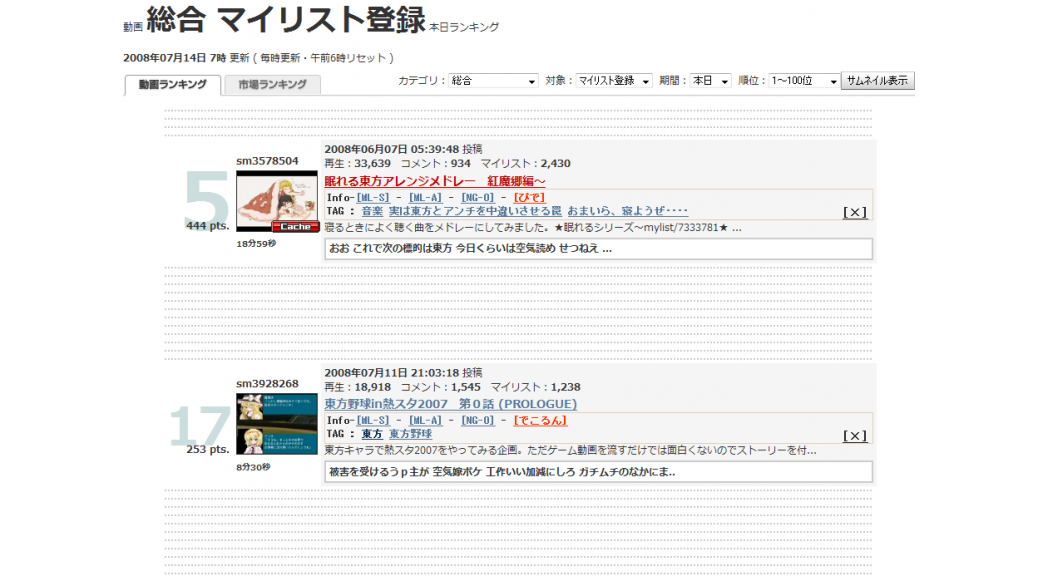 動画 総合 マイリスト登録 本日ランキング
2008年07月14日 7時 更新 ( 毎時更新・午前6時リセット )
動画ランキング 市場ランキング カテゴリ：総合 対象：マイリスト登録 期間：本日 順位：1～100位 サムネイル表示
2008年06月07日 05:39:48 投稿
sm3578504 再生：33,639 コメント：934 マイリスト：2,430
眠れる東方アレンジメドレー 紅魔郷編～
5 Info-[ML-S] - [ML-A] - [NG-O] - [ぴぞ]
TAG : 音楽 実は東方とアンチを中違いさせる罠 おまいら、寝ようぜ････ [×]
444 pts. Cache 寝るときによく聴く曲をメドレーにしてみました。★眠れるシリーズ～mylist/7333781★ ...
18分59秒 おお これで次の標的は東方 今日くらいは空気読め せつねえ ...
2008年07月11日 21:03:18 投稿
sm3928268 再生：18,918 コメント：1,545 マイリスト：1,238
東方野球in熱スタ2007 第０話 (PROLOGUE)
17 Info-[ML-S] - [ML-A] - [NG-O] - [でこるん]
TAG : 東方 東方野球 [×]
253 pts. 東方キャラで熱スタ2007をやってみる企画。ただゲーム動画を流すだけでは面白くないのでストーリーを付...
8分30秒 被害を受けるうｐ主が 空気嫁ボケ 工作いい加減にしろ ガチムチのなかにま..